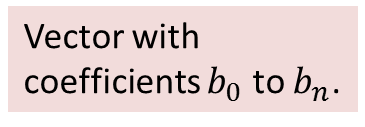 Vector with
coefficients b₀ to bₙ.